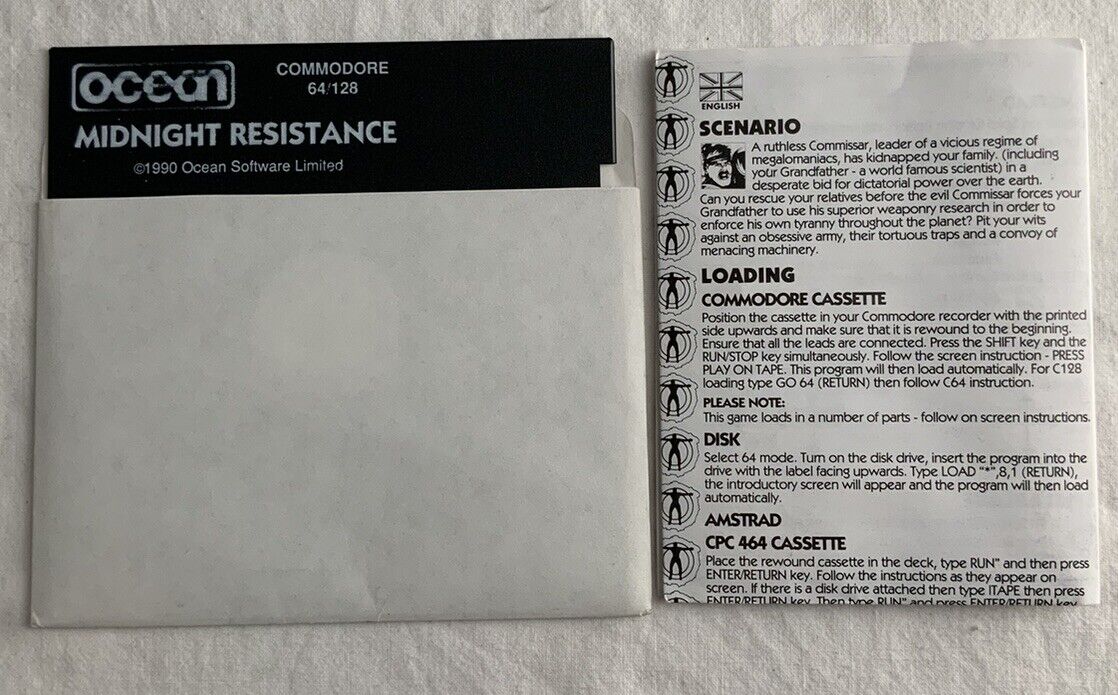 ocean
COMMODORE
64/128
MIDNIGHT RESISTANCE
©1990 Ocean Software Limited
ENGLISH
SCENARIO
A ruthless Commissar, leader of a vicious regime of
megalomaniacs, has kidnapped your family. (including
your Grandfather - a world famous scientist) in a
desperate bid for dictatorial power over the earth.
Can you rescue your relatives before the evil Commissar forces your
Grandfather to use his superior weaponry research in order to
enforce his own tyranny throughout the planet? Pit your wits
against an obsessive army, their tortuous traps and a convoy of
menacing machinery.
LOADING
COMMODORE CASSETTE
Position the cassette in your Commodore recorder with the printed
side upwards and make sure that it is rewound to the beginning.
Ensure that all the leads are connected. Press the SHIFT key and the
RUN/STOP key simultaneously. Follow the screen instruction - PRESS
PLAY ON TAPE. This program will then load automatically. For C128
loading type GO 64 (RETURN) then follow C64 instruction.
PLEASE NOTE:
This game loads in a number of parts - follow on screen instructions.
DISK
Select 64 mode. Turn on the disk drive, insert the program into the
drive with the label facing upwards. Type LOAD "*",8,1 (RETURN),
the introductory screen will appear and the program will then load
automatically.
AMSTRAD
CPC 464 CASSETTE
Place the rewound cassette in the deck, type RUN" and then press
ENTER/RETURN key. Follow the instructions as they appear on
screen. If there is a disk drive attached then type ITAPE then press
ENTER/RETURN key. Then type RUN" and press ENTER/RETURN key.